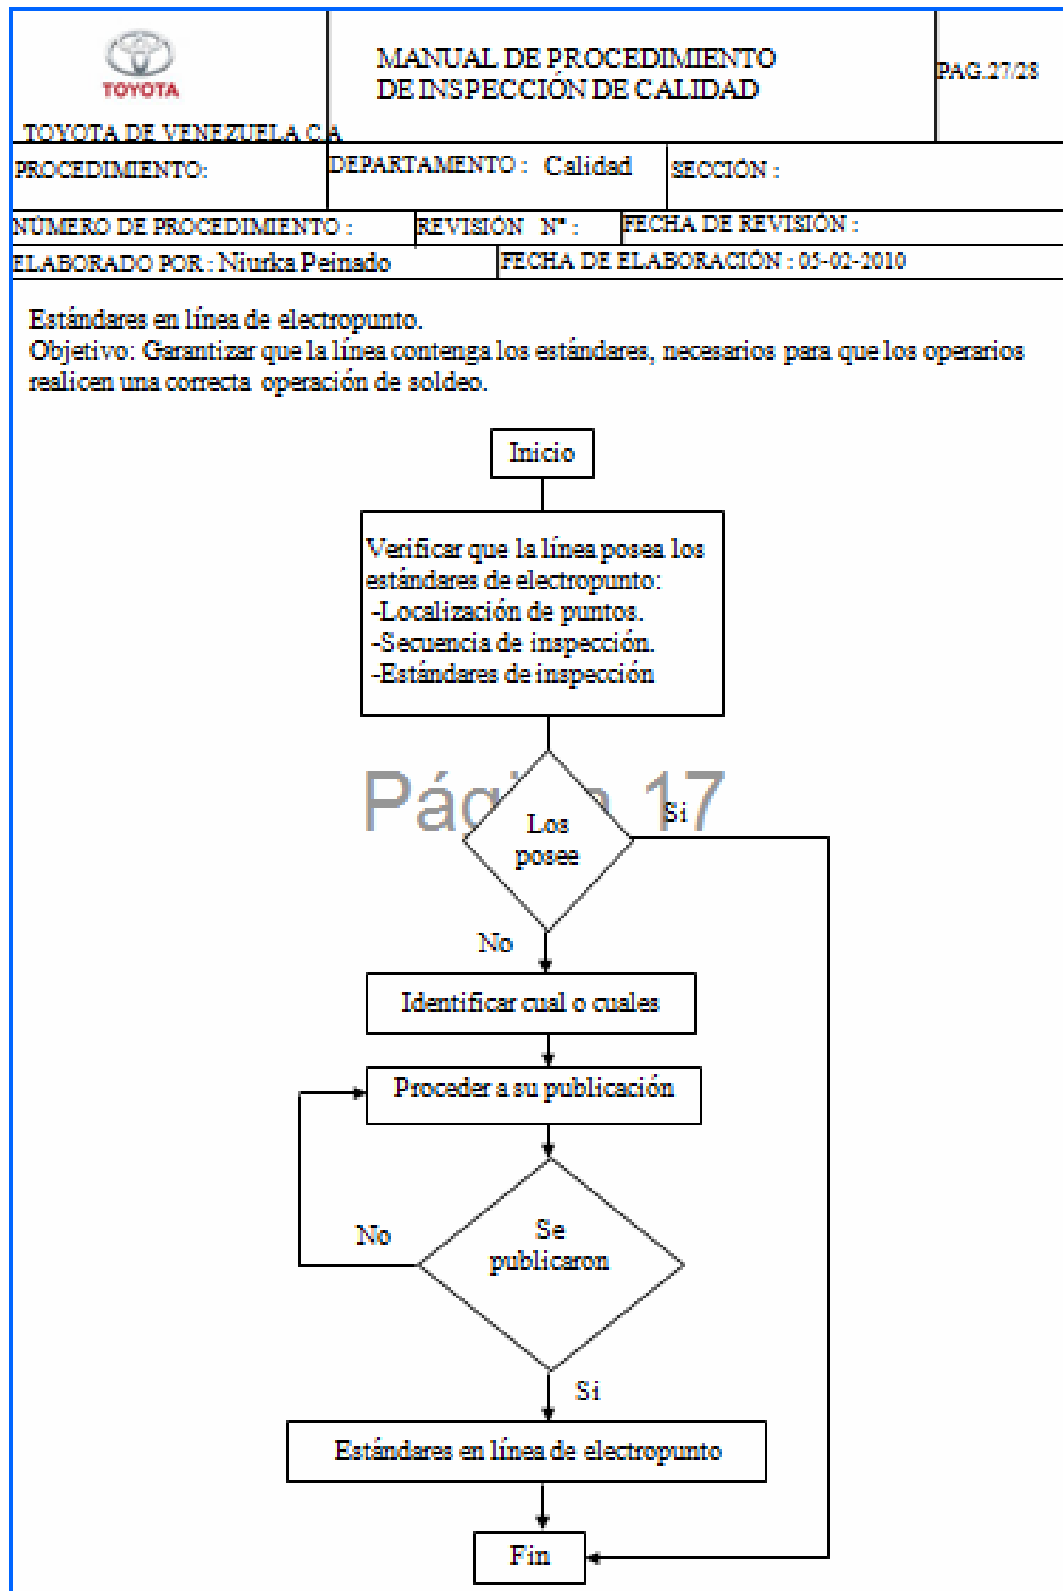 TOYOTA
TOYOTA DE VENEZUELA C.A
MANUAL DE PROCEDIMIENTO
DE INSPECCIÓN DE CALIDAD
PAG.27/28
PROCEDIMIENTO:
DEPARTAMENTO : Calidad
SECCIÓN :
NÚMERO DE PROCEDIMIENTO :
REVISIÓN N° :
FECHA DE REVISIÓN :
ELABORADO POR : Niurka Peinado
FECHA DE ELABORACIÓN : 05-02-2010
Estándares en línea de electropunto.
Objetivo: Garantizar que la línea contenga los estándares, necesarios para que los operarios
realicen una correcta operación de soldeo.
Inicio
Verificar que la línea posea los
estándares de electropunto:
-Localización de puntos.
-Secuencia de inspección.
-Estándares de inspección
Página 17
Los
posee
Si
No
Identificar cual o cuales
Proceder a su publicación
Se
publicaron
No
Si
Estándares en línea de electropunto
Fin